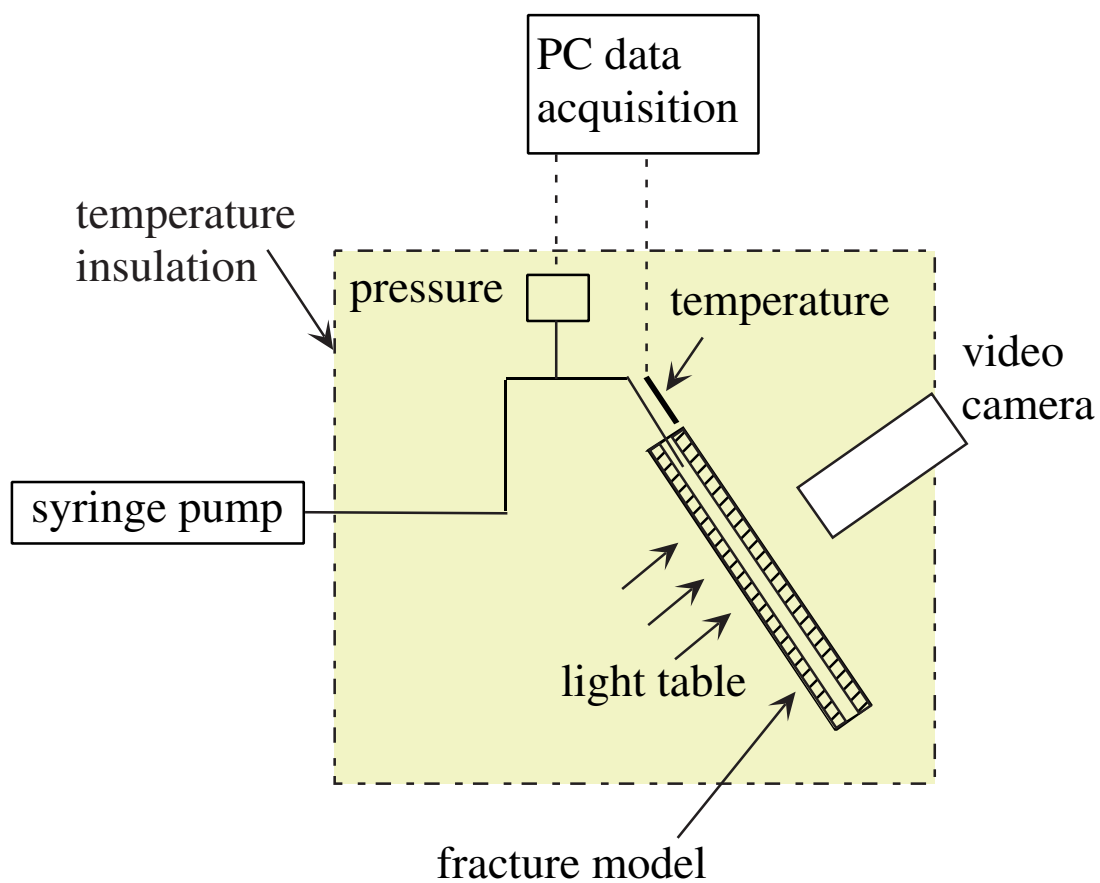 PC data
acquisition
temperature
insulation
pressure
temperature
video
camera
syringe pump
light table
fracture model